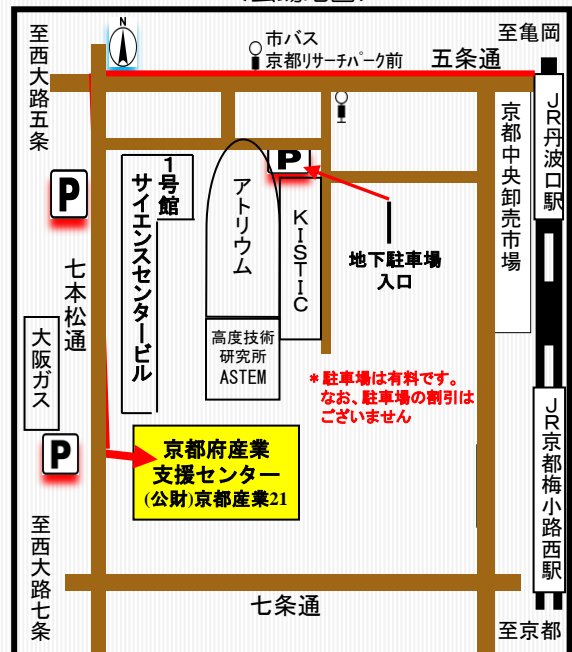 N
市バス
京都リサーチパーク前
五条通
至亀岡
至西大路五条
JR丹波口駅
京都中央卸売市場
P
P
1号館
サイエンスセンタービル
アトリウム
KISTIC
地下駐車場
入口
七本松通
大阪ガス
高度技術
研究所
ASTEM
*駐車場は有料です。
なお、駐車場の割引は
ございません
P
京都府産業
支援センター
(公財)京都産業21
JR京都梅小路西駅
至西大路七条
七条通
至京都